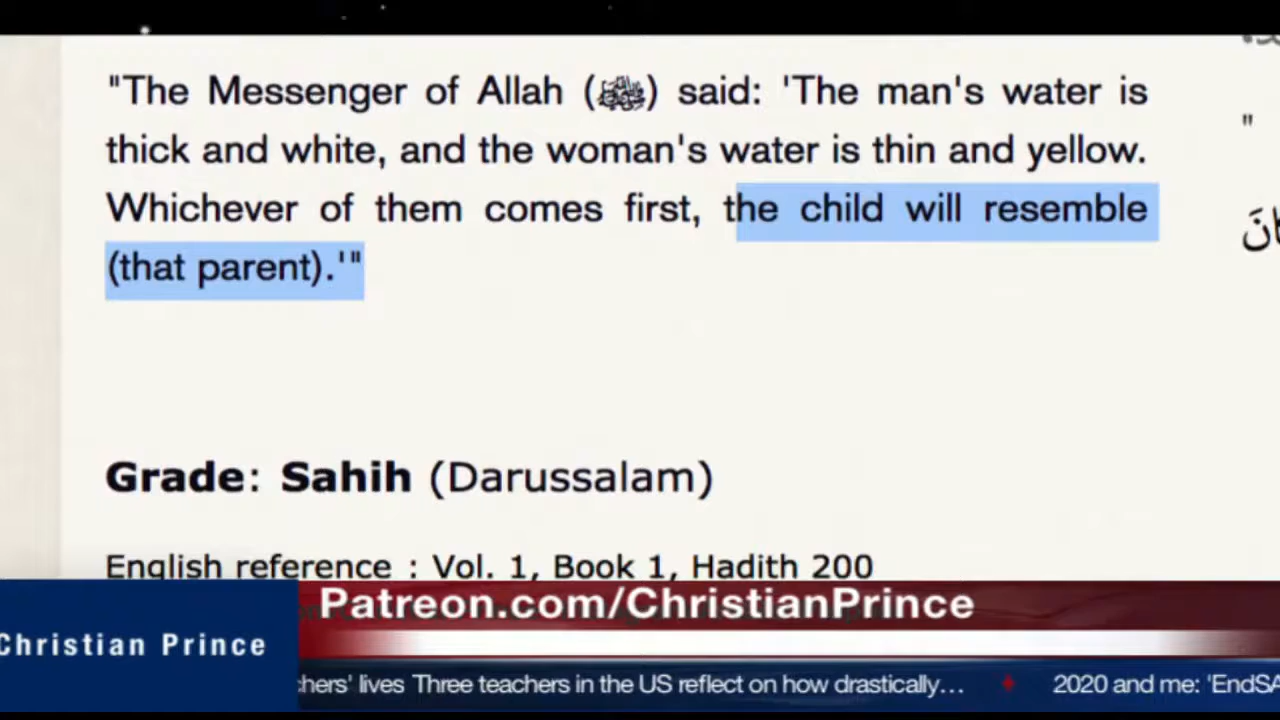 "The Messenger of Allah (ﷺ) said: 'The man's water is
thick and white, and the woman's water is thin and yellow.
Whichever of them comes first, the child will resemble
(that parent).'"
"
Grade: Sahih (Darussalam)
English reference : Vol. 1, Book 1, Hadith 200
Patreon.com/ChristianPrince
Christian Prince
hers' lives Three teachers in the US reflect on how drastically… ♦ 2020 and me: 'EndSA